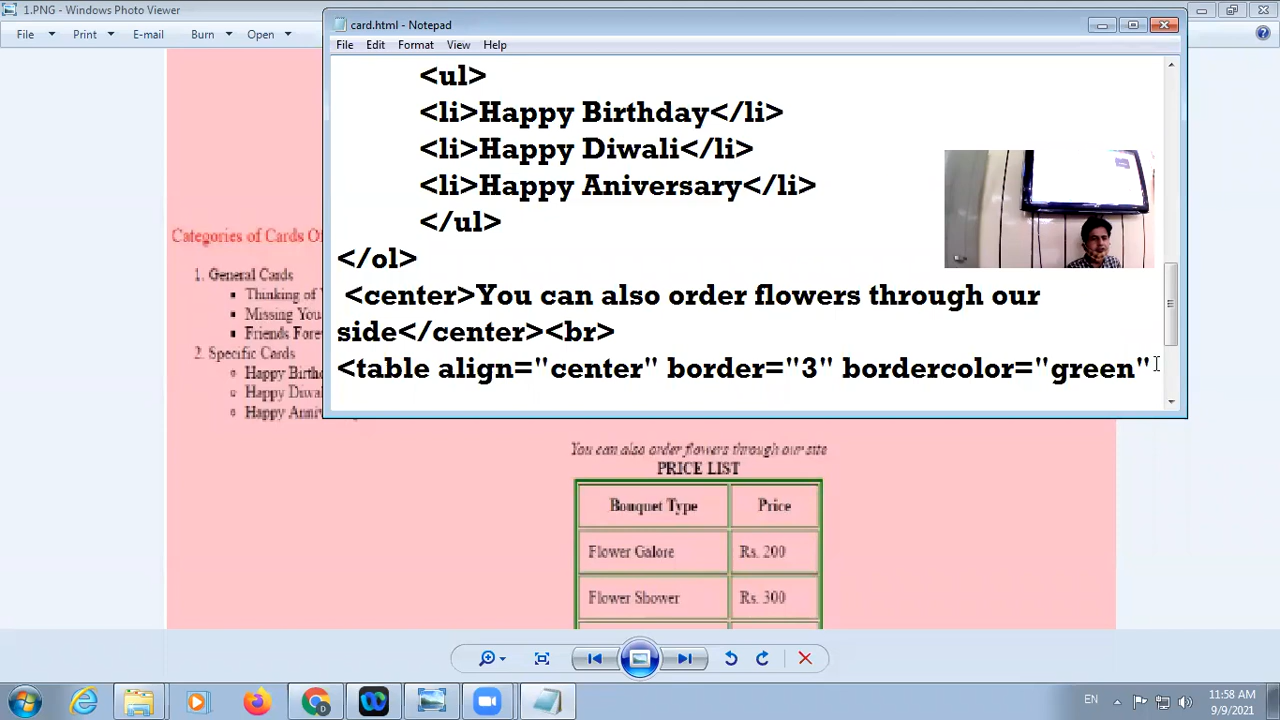 1.PNG - Windows Photo Viewer
File Print E-mail Burn Open
card.html - Notepad
File Edit Format View Help
<ul>
<li>Happy Birthday</li>
<li>Happy Diwali</li>
<li>Happy Aniversary</li>
</ul>
</ol>
<center>You can also order flowers through our
side</center><br>
<table align="center" border="3" bordercolor="green"
Categories of Cards
1. General Cards
Thinking of
Missing You
Friends
2. Specific Cards
Happy
Happy
Happy
You can also order flowers through our site
PRICE LIST
Bouquet Type Price
Flower Galore Rs. 200
Flower Shower Rs. 300
EN
11:58 AM
9/9/2021